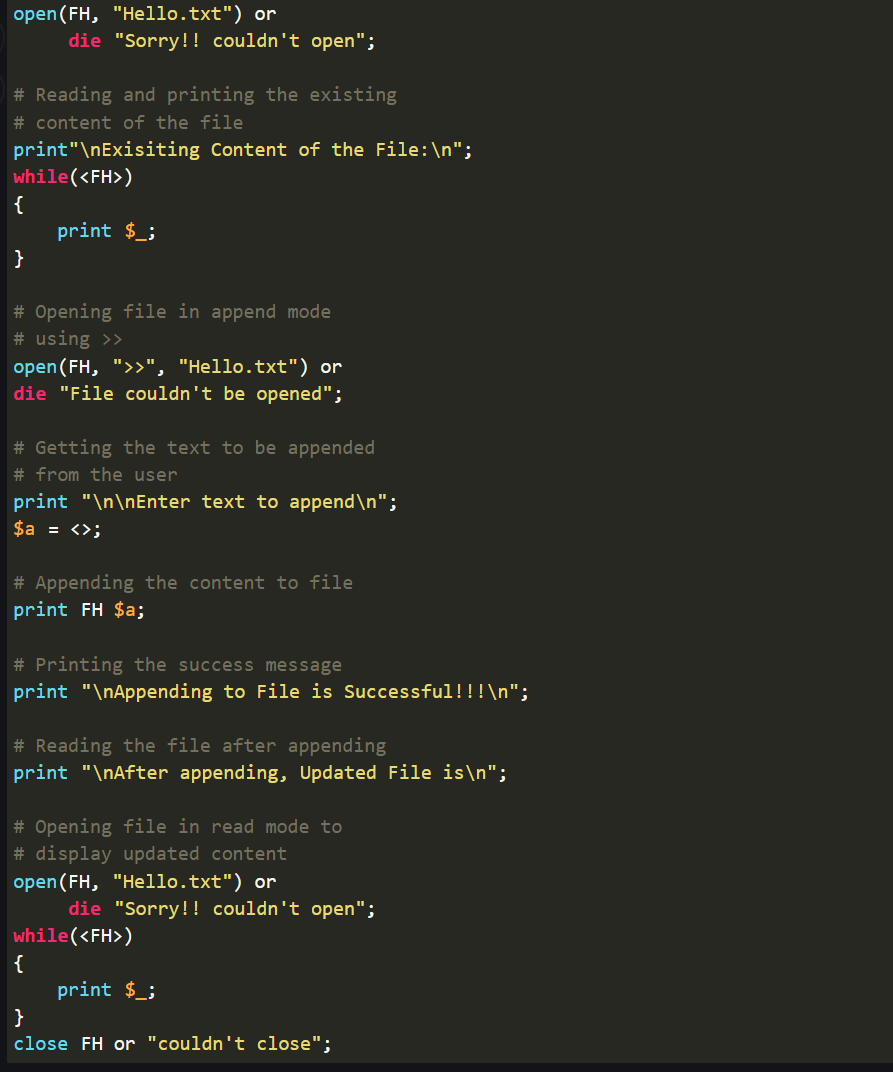 open(FH, "Hello.txt") or
     die "Sorry!! couldn't open";

# Reading and printing the existing
# content of the file
print"\nExisiting Content of the File:\n";
while(<FH>)
{
    print $_;
}

# Opening file in append mode
# using >>
open(FH, ">>", "Hello.txt") or
die "File couldn't be opened";

# Getting the text to be appended
# from the user
print "\n\nEnter text to append\n";
$a = <>;

# Appending the content to file
print FH $a;

# Printing the success message
print "\nAppending to File is Successful!!!\n";

# Reading the file after appending
print "\nAfter appending, Updated File is\n";

# Opening file in read mode to
# display updated content
open(FH, "Hello.txt") or
     die "Sorry!! couldn't open";
while(<FH>)
{
    print $_;
}
close FH or "couldn't close";